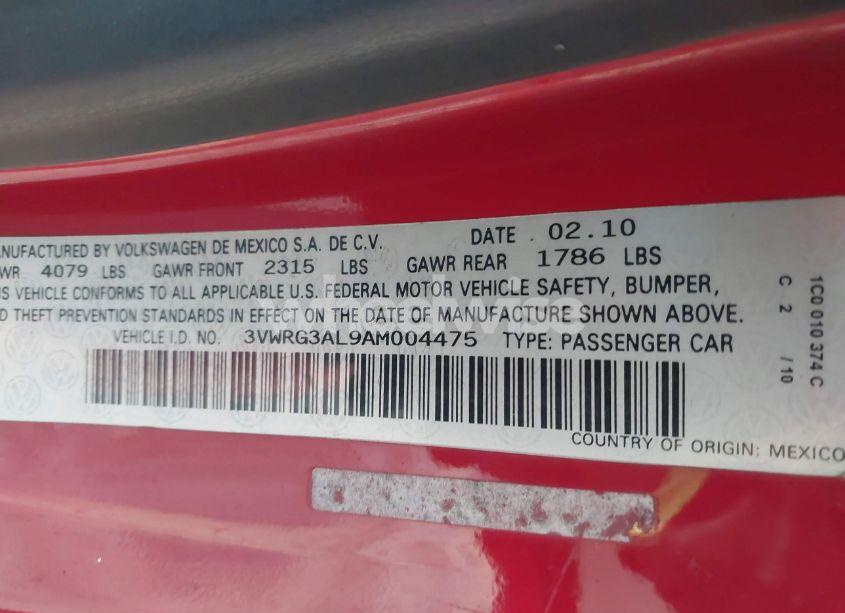 MANUFACTURED BY VOLKSWAGEN DE MEXICO S.A. DE C.V. DATE 02.10
WR 4079 LBS GAWR FRONT 2315 LBS GAWR REAR 1786 LBS
IS VEHICLE CONFORMS TO ALL APPLICABLE U.S. FEDERAL MOTOR VEHICLE SAFETY, BUMPER,
D THEFT PREVENTION STANDARDS IN EFFECT ON THE DATE OF MANUFACTURE SHOWN ABOVE.
VEHICLE I.D. NO. 3VWRG3AL9AM004475 TYPE: PASSENGER CAR
COUNTRY OF ORIGIN: MEXICO
1C0 010 374 C
C 2 /10